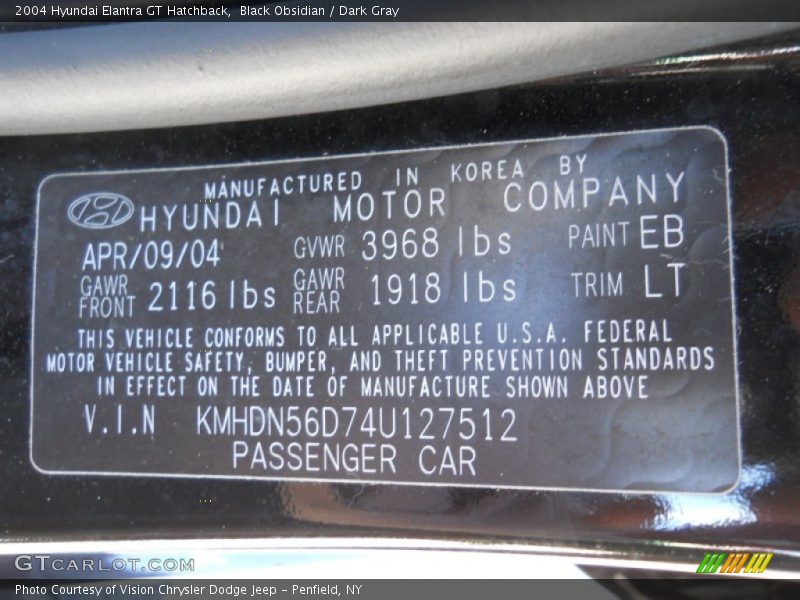 2004 Hyundai Elantra GT Hatchback,  Black Obsidian / Dark Gray
MANUFACTURED IN KOREA BY
HYUNDAI MOTOR COMPANY
APR/09/04 GVWR 3968 lbs PAINT EB
GAWR FRONT 2116 lbs GAWR REAR 1918 lbs TRIM LT
THIS VEHICLE CONFORMS TO ALL APPLICABLE U.S.A. FEDERAL
MOTOR VEHICLE SAFETY, BUMPER, AND THEFT PREVENTION STANDARDS
IN EFFECT ON THE DATE OF MANUFACTURE SHOWN ABOVE
V.I.N KMHDN56D74U127512
PASSENGER CAR
GTCARLOT.COM
Photo Courtesy of Vision Chrysler Dodge Jeep - Penfield, NY